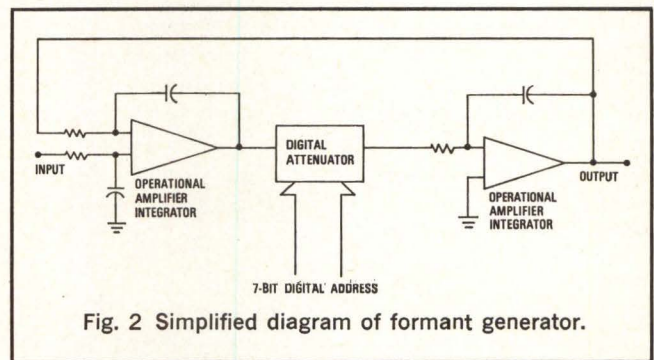 INPUT
OPERATIONAL
AMPLIFIER
INTEGRATOR
DIGITAL
ATTENUATOR
7-BIT DIGITAL ADDRESS
OPERATIONAL
AMPLIFIER
INTEGRATOR
OUTPUT
Fig. 2 Simplified diagram of formant generator.